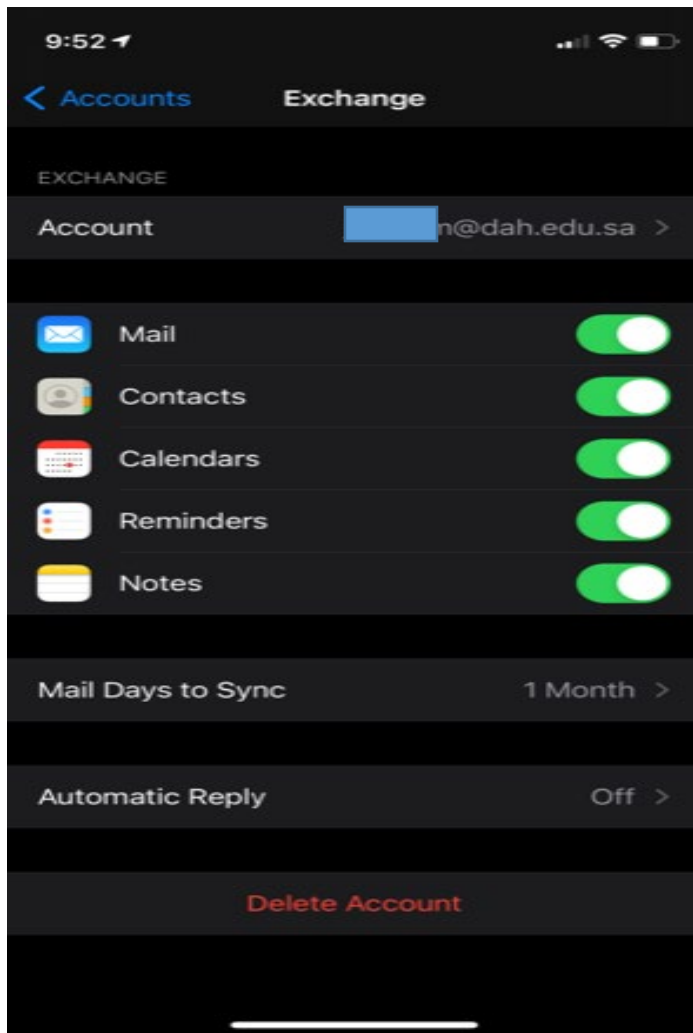 9:52
Accounts Exchange
EXCHANGE
Account n@dah.edu.sa >
Mail
Contacts
Calendars
Reminders
Notes
Mail Days to Sync 1 Month >
Automatic Reply Off >
Delete Account